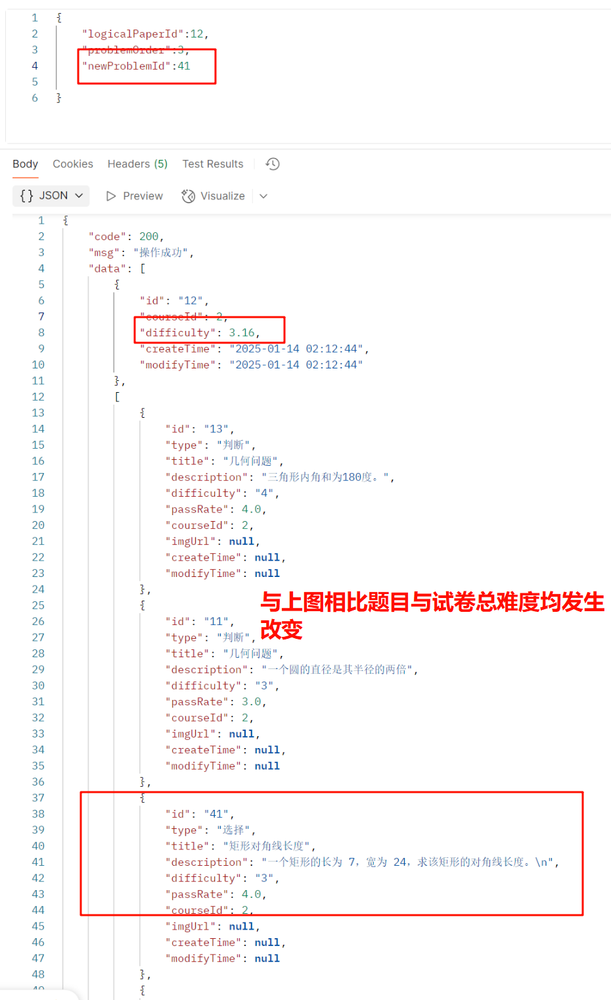 1 {
2 "logicalPaperId":12,
3 "problemOrder":3,
4 "newProblemId":41
5
6 }
Body Cookies Headers (5) Test Results
{} JSON Preview Visualize
1 {
2 "code": 200,
3 "msg": "操作成功",
4 "data": [
5 {
6 "id": "12",
7 "courseId": 2,
8 "difficulty": 3.16,
9 "createTime": "2025-01-14 02:12:44",
10 "modifyTime": "2025-01-14 02:12:44"
11 },
12 [
13 {
14 "id": "13",
15 "type": "判断",
16 "title": "几何问题",
17 "description": "三角形内角和为180度。",
18 "difficulty": "4",
19 "passRate": 4.0,
20 "courseId": 2,
21 "imgUrl": null,
22 "createTime": null,
23 "modifyTime": null
24 },
与上图相比题目与试卷总难度均发生
改变
25 {
26 "id": "11",
27 "type": "判断",
28 "title": "几何问题",
29 "description": "一个圆的直径是其半径的两倍",
30 "difficulty": "3",
31 "passRate": 3.0,
32 "courseId": 2,
33 "imgUrl": null,
34 "createTime": null,
35 "modifyTime": null
36 },
37 {
38 "id": "41",
39 "type": "选择",
40 "title": "矩形对角线长度",
41 "description": "一个矩形的长为 7，宽为 24，求该矩形的对角线长度。\n",
42 "difficulty": "3",
43 "passRate": 4.0,
44 "courseId": 2,
45 "imgUrl": null,
46 "createTime": null,
47 "modifyTime": null
48 },
49 {